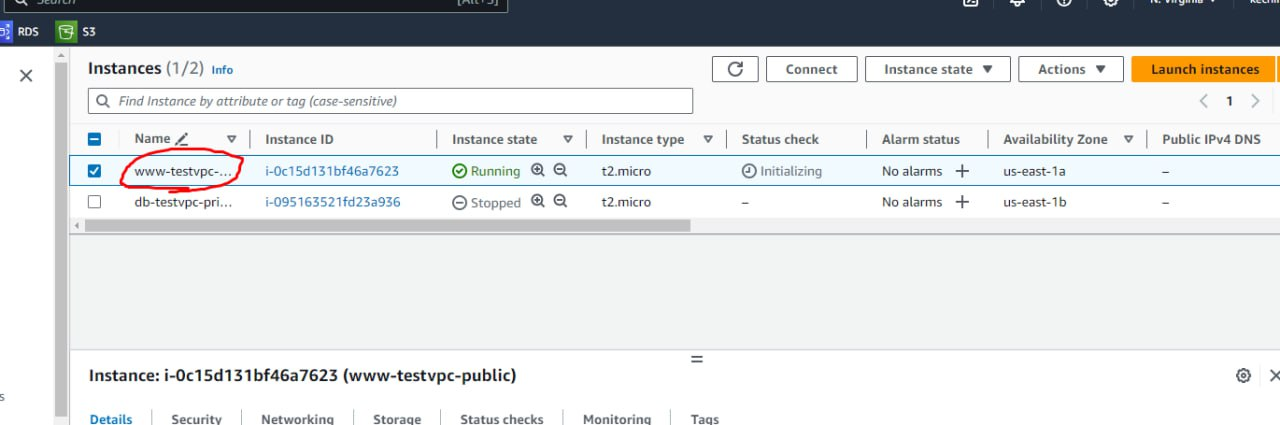 Search [Alt+S] N. Virginia
RDS S3
Instances (1/2) Info Connect Instance state Actions Launch instances
Find Instance by attribute or tag (case-sensitive) 1
Name Instance ID Instance state Instance type Status check Alarm status Availability Zone Public IPv4 DNS
www-testvpc-... i-0c15d131bf46a7623 Running t2.micro Initializing No alarms + us-east-1a –
db-testvpc-pri... i-095163521fd23a936 Stopped t2.micro – No alarms + us-east-1b –
Instance: i-0c15d131bf46a7623 (www-testvpc-public)
s
Details Security Networking Storage Status checks Monitoring Tags